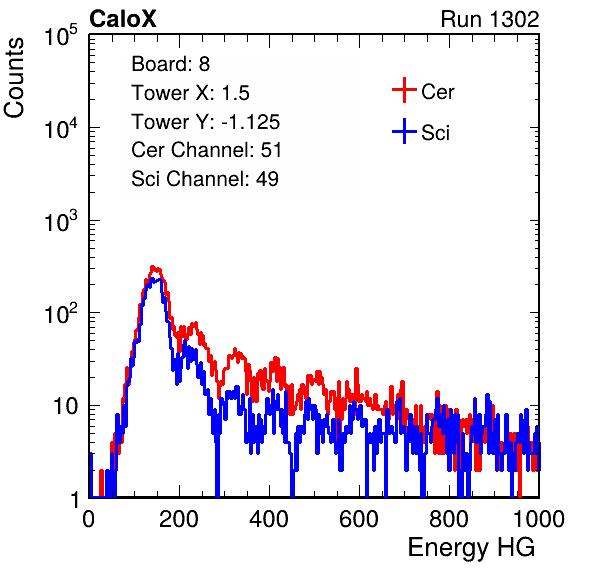 CaloX Run 1302
Counts
10^5
10^4
10^3
10^2
10
1
Board: 8
Tower X: 1.5
Tower Y: -1.125
Cer Channel: 51
Sci Channel: 49
Cer
Sci
0 200 400 600 800 1000
Energy HG